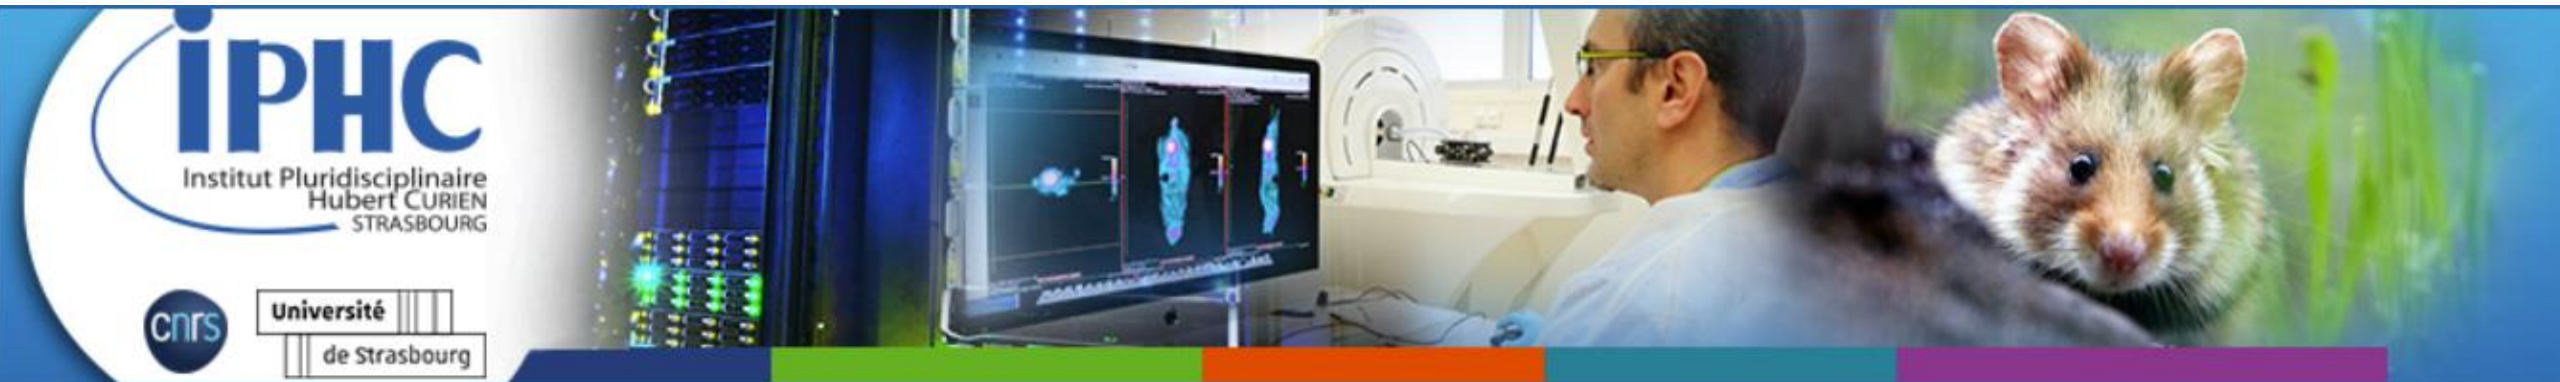 iPHC
Institut Pluridisciplinaire
Hubert CURIEN
STRASBOURG
cnrs
Université
de Strasbourg